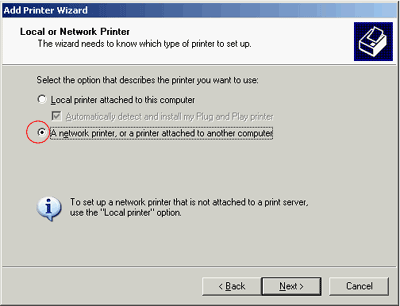 Add Printer Wizard
Local or Network Printer
The wizard needs to know which type of printer to set up.
Select the option that describes the printer you want to use:
Local printer attached to this computer
Automatically detect and install my Plug and Play printer
A network printer, or a printer attached to another computer
To set up a network printer that is not attached to a print server,
use the "Local printer" option.
< Back
Next >
Cancel